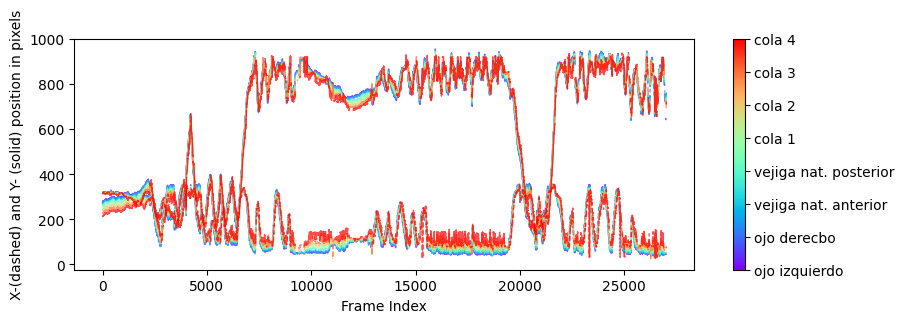 X-(dashed) and Y- (solid) position in pixels
1000
800
600
400
200
0
0 5000 10000 15000 20000 25000
Frame Index
cola 4
cola 3
cola 2
cola 1
vejiga nat. posterior
vejiga nat. anterior
ojo derecbo
ojo izquierdo